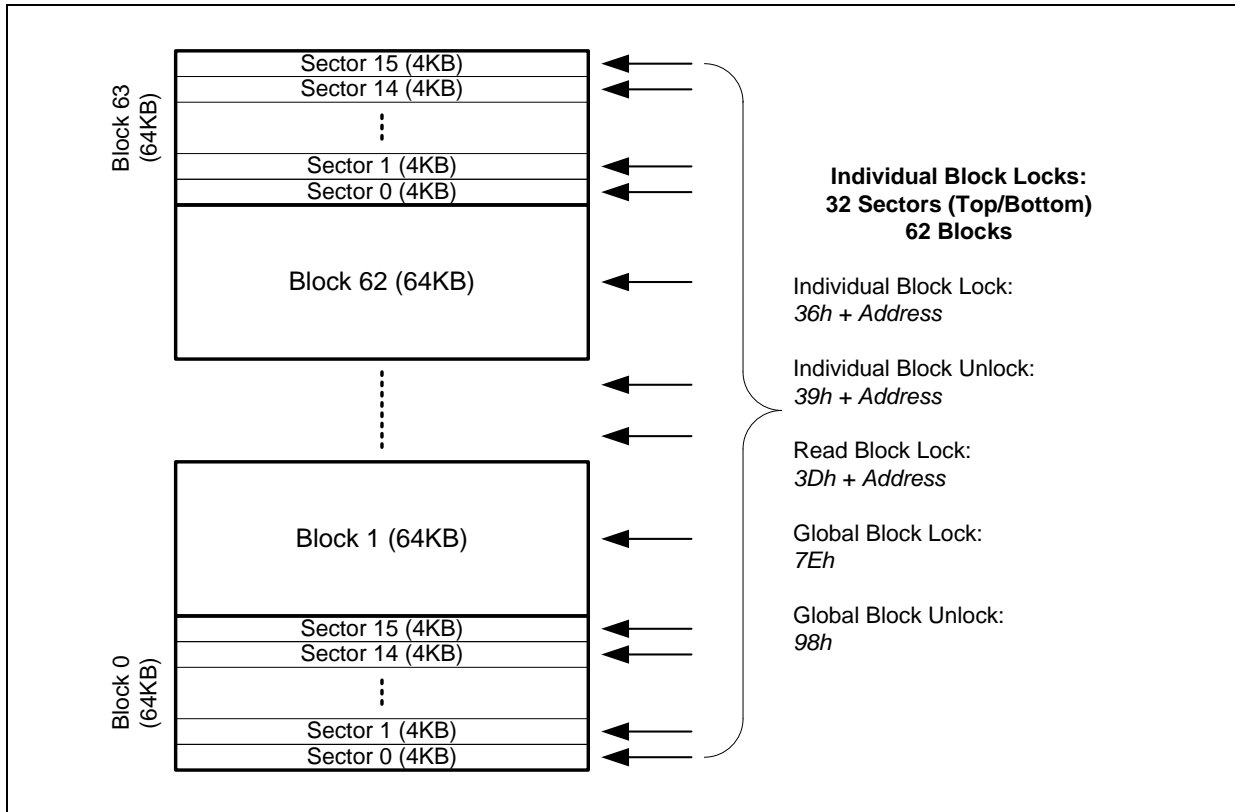 Block 63
(64KB)
Sector 15 (4KB)
Sector 14 (4KB)
Sector 1 (4KB)
Sector 0 (4KB)
Block 62 (64KB)
Block 1 (64KB)
Block 0
(64KB)
Sector 15 (4KB)
Sector 14 (4KB)
Sector 1 (4KB)
Sector 0 (4KB)
Individual Block Locks:
32 Sectors (Top/Bottom)
62 Blocks
Individual Block Lock:
36h + Address
Individual Block Unlock:
39h + Address
Read Block Lock:
3Dh + Address
Global Block Lock:
7Eh
Global Block Unlock:
98h